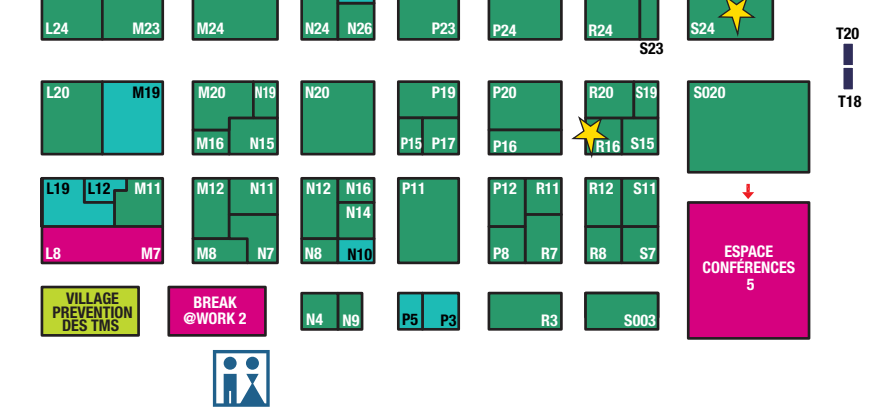 L24 M23 M24 N24 N26 P23 P24 R24 S24
S23
T20
T18
L20 M19 M20 N19 N20 P19 P20 R20 S19 S020
M16 N15 P15 P17 P16 R16 S15
L19 L12 M11 M12 N11 N12 N16 P11 P12 R11 R12 S11
N14
L8 M7 M8 N7 N8 N10 P8 R7 R8 S7
ESPACE
CONFÉRENCES
5
VILLAGE
PREVENTION
DES TMS
BREAK
@WORK 2
N4 N9 P5 P3 R3 S003